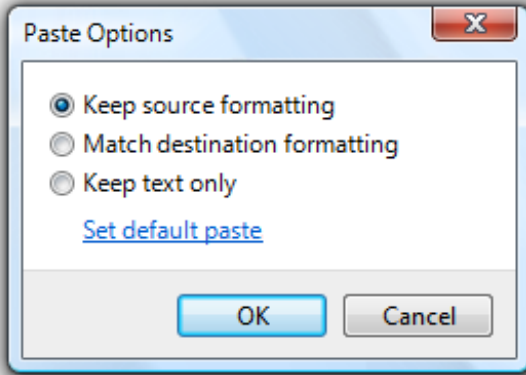 Paste Options
Keep source formatting
Match destination formatting
Keep text only
Set default paste
OK Cancel